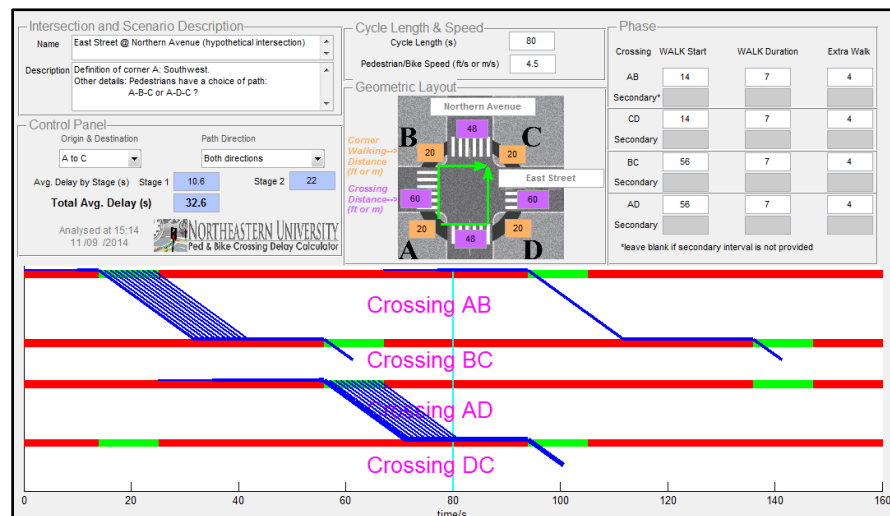 Intersection and Scenario Description
Name
East Street @ Northern Avenue (hypothetical intersection)
Description
Definition of corner A: Southwest.
Other details: Pedestrians have a choice of path:
A-B-C or A-D-C ?
Control Panel
Origin & Destination Path Direction
A to C Both directions
Avg. Delay by Stage (s) Stage 1 10.6 Stage 2 22
Total Avg. Delay (s) 32.6
Analysed at 15:14
11/09 /2014
NORTHEASTERN UNIVERSITY
Ped & Bike Crossing Delay Calculator
Cycle Length & Speed
Cycle Length (s) 80
Pedestrian/Bike Speed (ft/s or m/s) 4.5
Geometric Layout
Northern Avenue
B 48 C
Corner
Walking-->
Distance
(ft or m)
20 20
East Street
Crossing
Distance-->
(ft or m)
60 60
20 20
A 48 D
Phase
Crossing WALK Start WALK Duration Extra Walk
AB 14 7 4
Secondary*
CD 14 7 4
Secondary
BC 56 7 4
Secondary
AD 56 7 4
Secondary
*leave blank if secondary interval is not provided
Crossing AB
Crossing BC
Crossing AD
Crossing DC
0 20 40 60 80 100 120 140 160
time/s